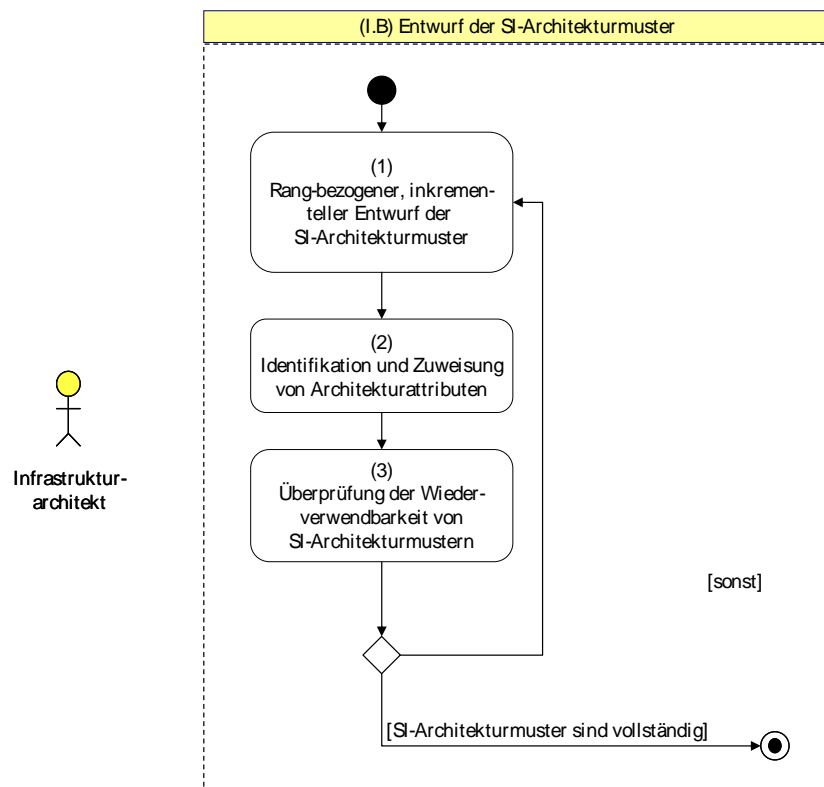 (I.B) Entwurf der SI-Architekturmuster
(1)
Rang-bezogener, inkremen-
teller Entwurf der
SI-Architekturmuster
(2)
Identifikation und Zuweisung
von Architekturattributen
Infrastruktur-
architekt
(3)
Überprüfung der Wieder-
verwendbarkeit von
SI-Architekturmustern
[sonst]
[SI-Architekturmuster sind vollständig]